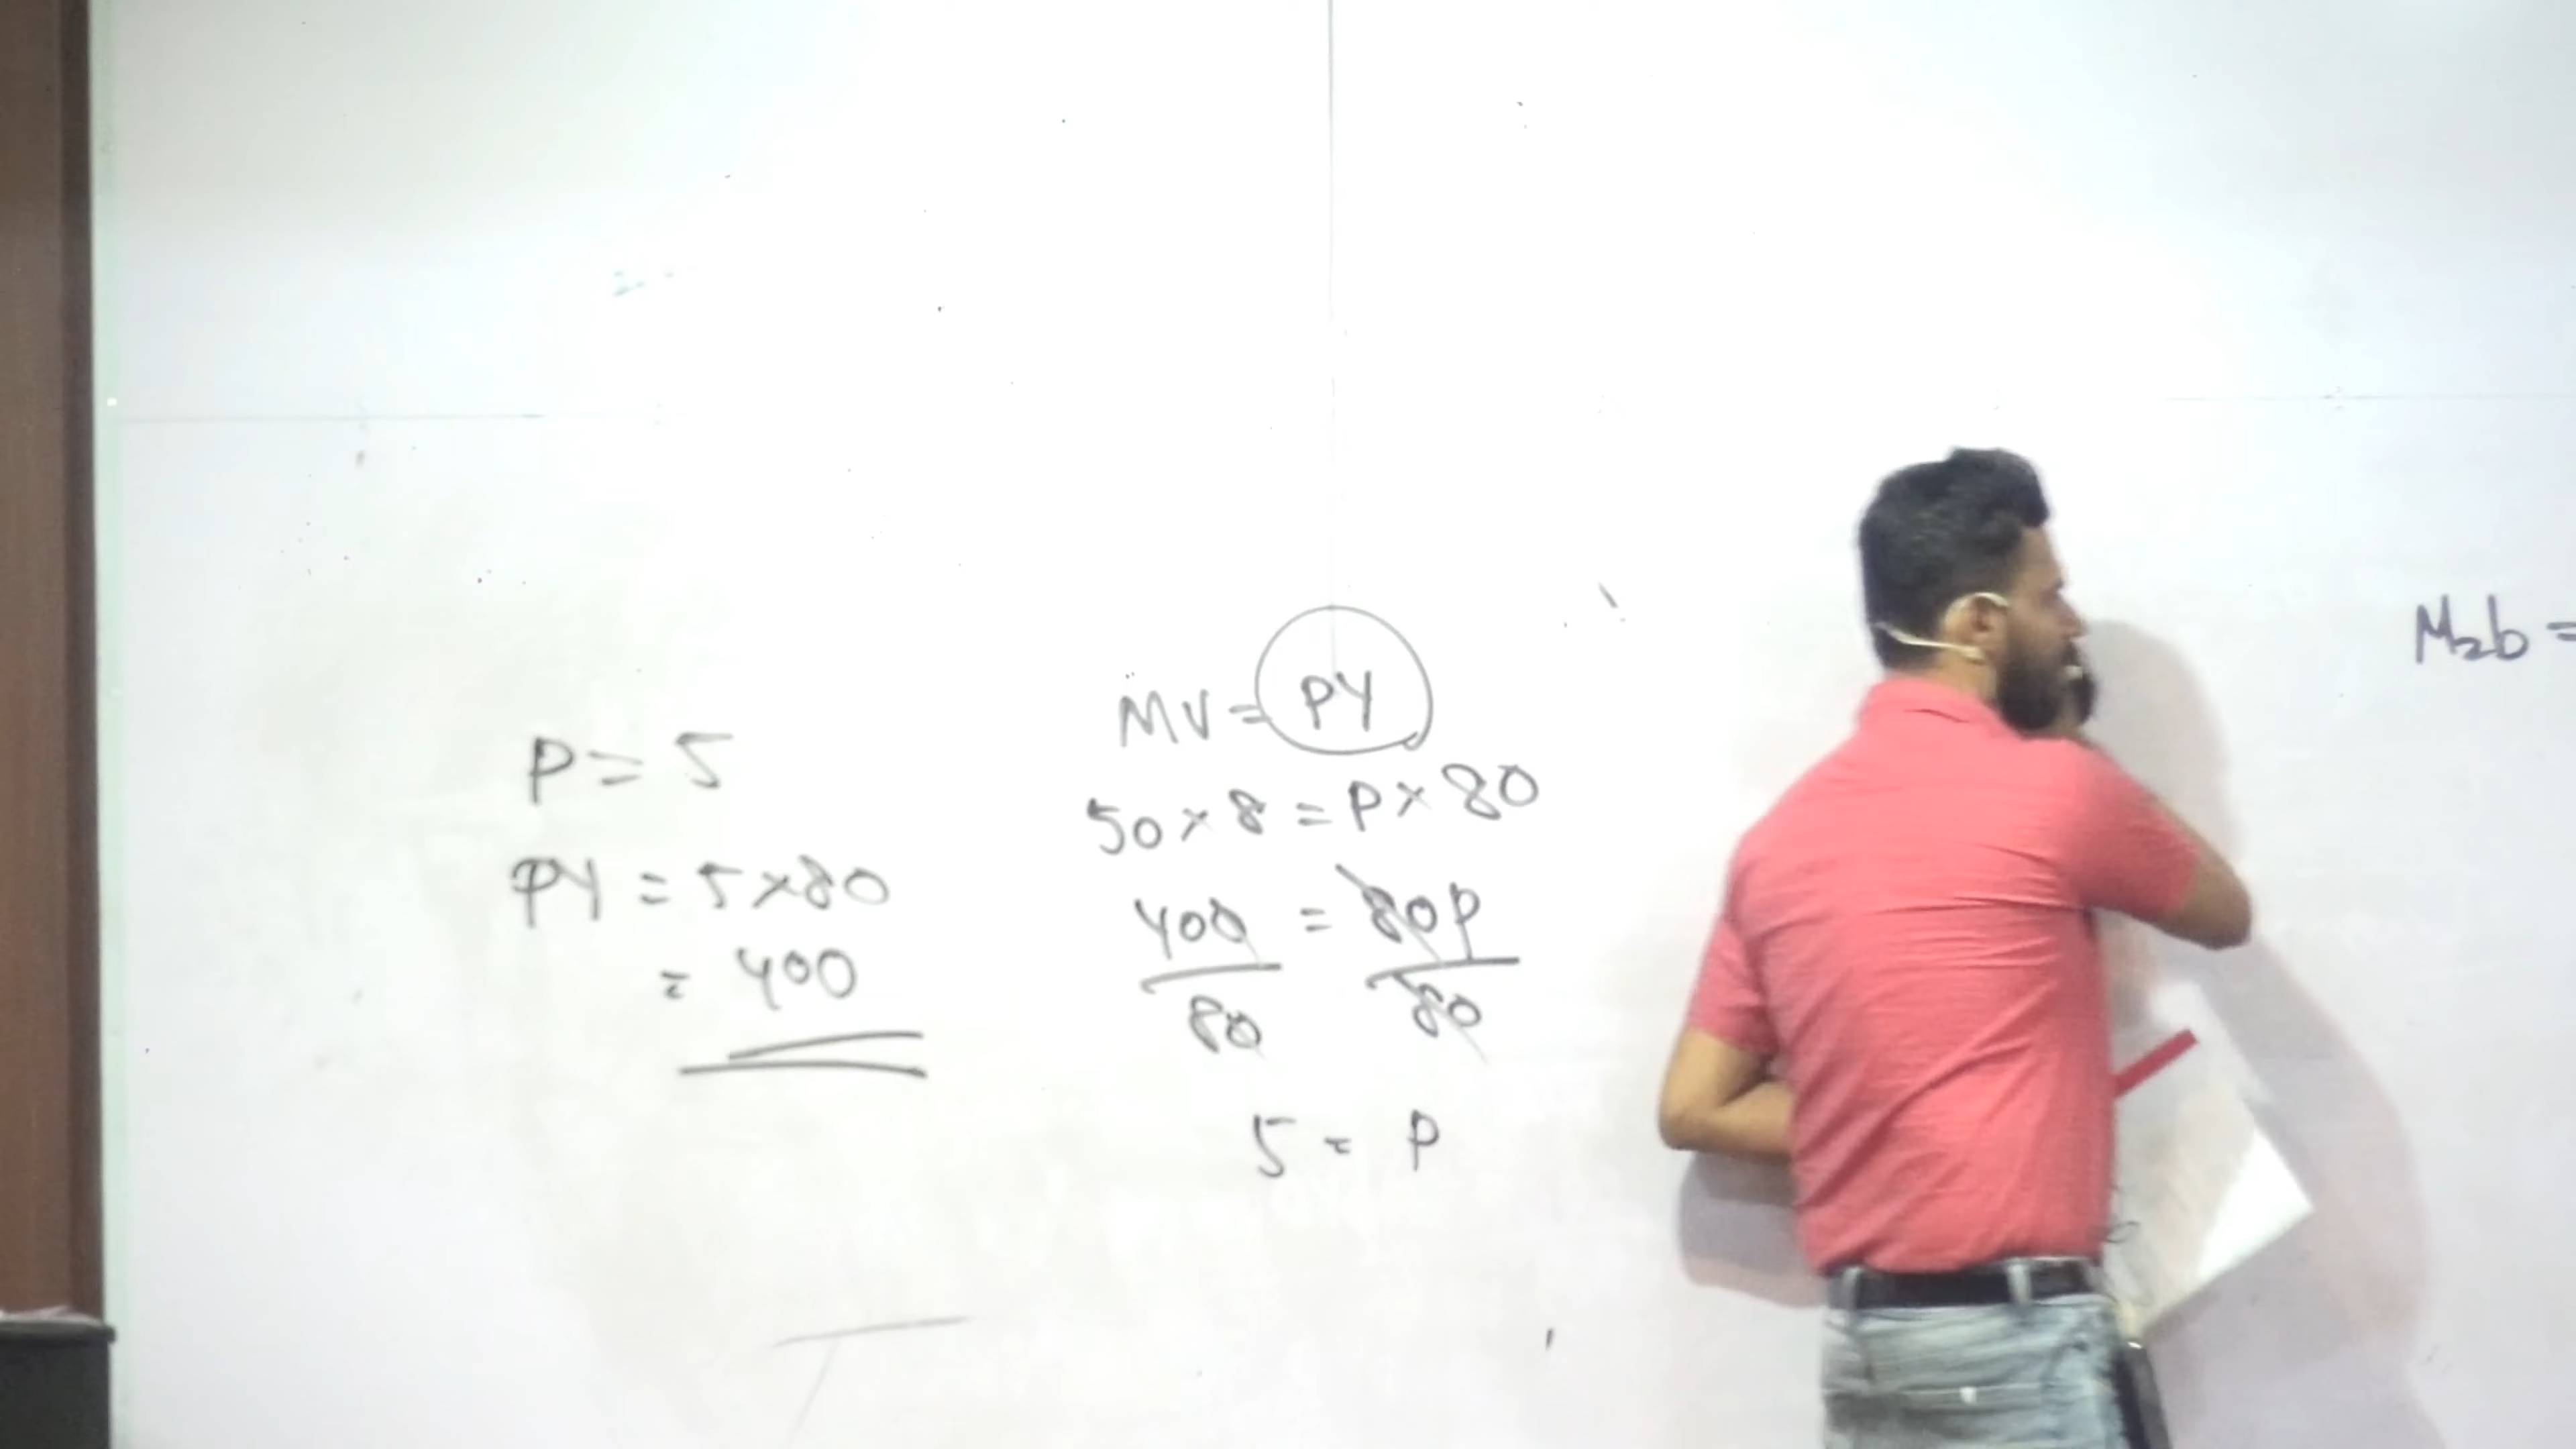 P = 5
PY = 5 × 80
= 400
MV = PY
50 × 8 = P × 80
400 = 80P
80 80
5 = P
M2b =